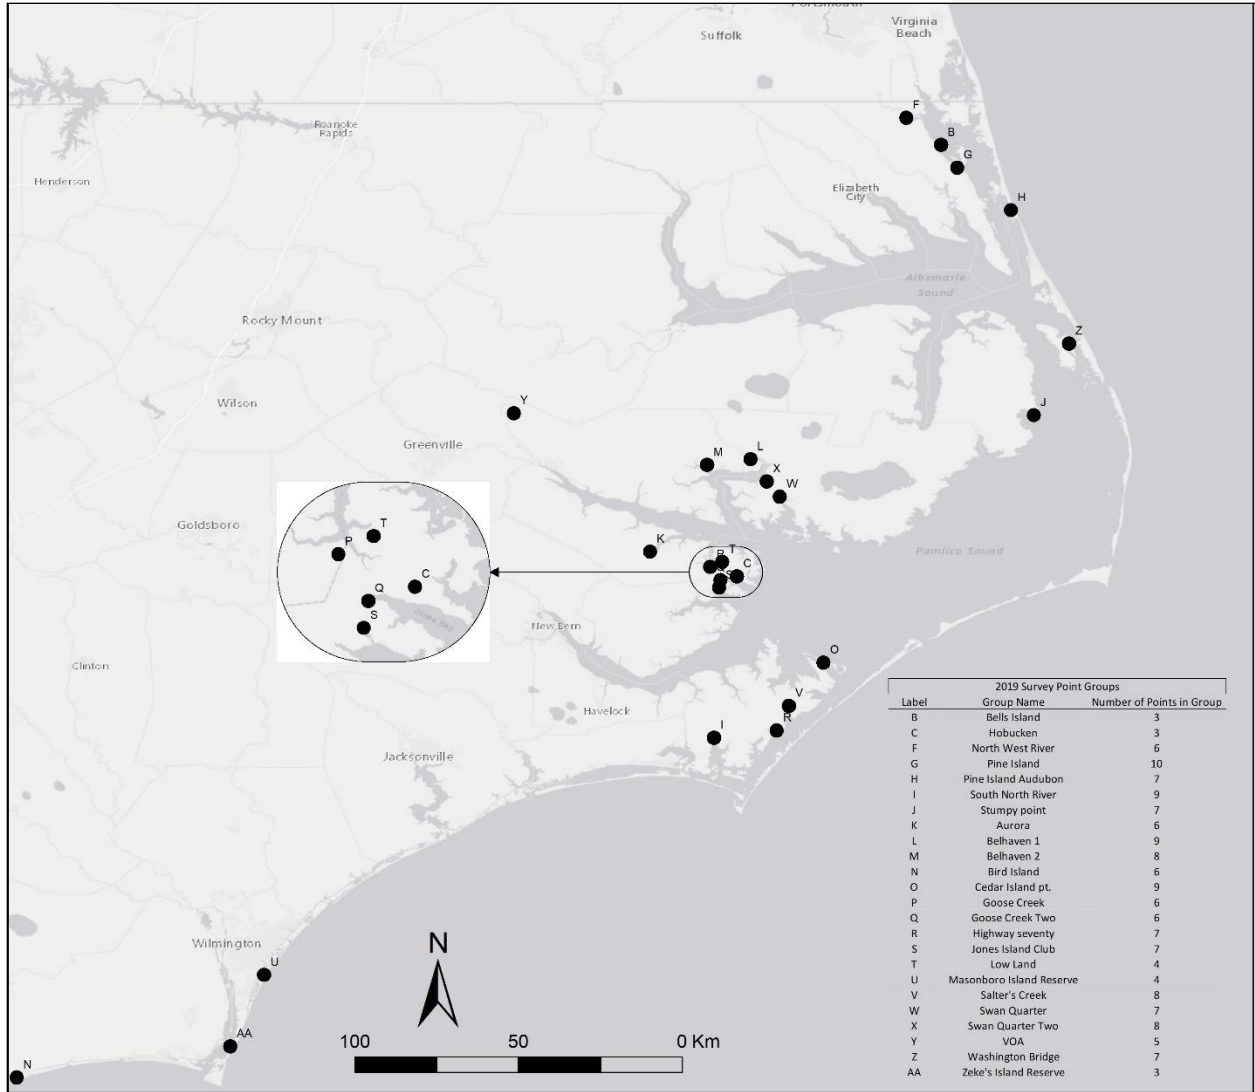 Portsmouth
Virginia
Beach
Suffolk
F
Roanoke
Rapids
B
G
Henderson
Elizabeth
City
H
Albemarle
Sound
Rocky Mount
Z
Wilson
Y
J
Greenville
L
M
X
W
Goldsboro
T
P
K
T
P
C
Pamlico Sound
C
Q
S
Q
S
Jones Bay
New Bern
O
Clinton
V
Havelock
R
I
Jacksonville
2019 Survey Point Groups
Label Group Name Number of Points in Group
B Bells Island 3
C Hobucken 3
F North West River 6
G Pine Island 10
H Pine Island Audubon 7
I South North River 9
J Stumpy point 7
K Aurora 6
L Belhaven 1 9
M Belhaven 2 8
N Bird Island 6
O Cedar Island pt. 9
P Goose Creek 6
Q Goose Creek Two 6
R Highway seventy 7
S Jones Island Club 7
T Low Land 4
U Masonboro Island Reserve 4
V Salter's Creek 8
W Swan Quarter 7
X Swan Quarter Two 8
Y VOA 5
Z Washington Bridge 7
AA Zeke's Island Reserve 3
Wilmington
N
U
AA
100 50 0 Km
N